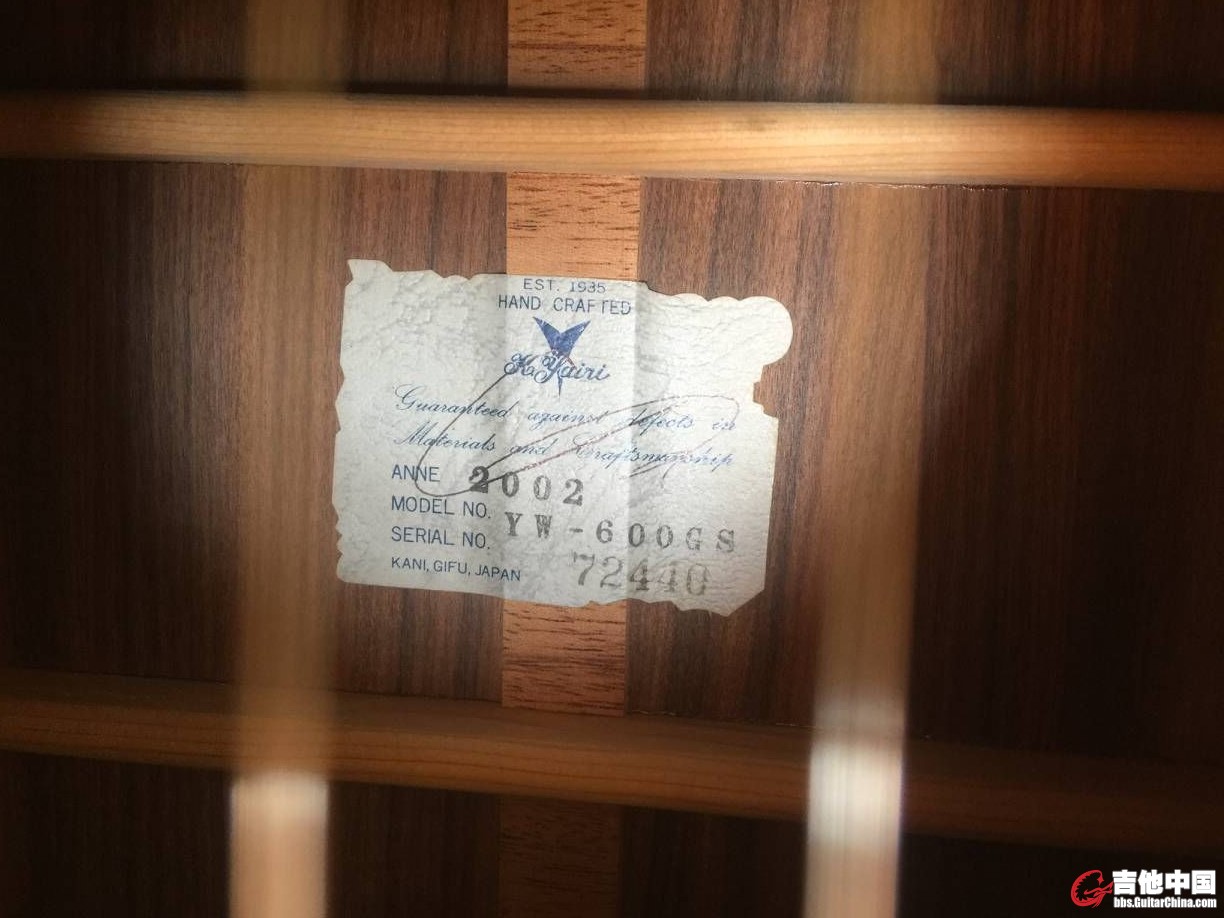 EST. 1935
HAND CRAFTED
K. Yairi
Guaranteed against defects in
Materials and Craftsmanship
ANNE 2002
MODEL NO. YW-600GS
SERIAL NO. 72440
KANI, GIFU, JAPAN
吉他中国
bbs.GuitarChina.com